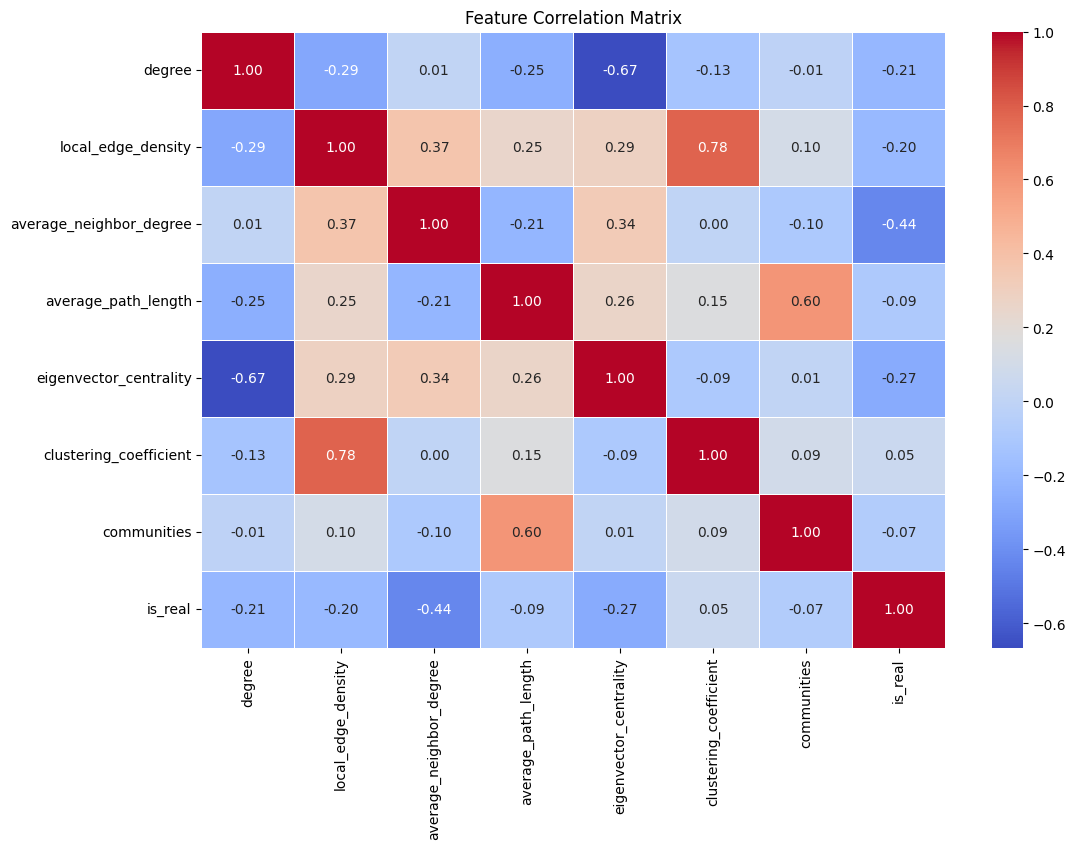 Feature Correlation Matrix
degree 1.00 -0.29 0.01 -0.25 -0.67 -0.13 -0.01 -0.21
local_edge_density -0.29 1.00 0.37 0.25 0.29 0.78 0.10 -0.20
average_neighbor_degree 0.01 0.37 1.00 -0.21 0.34 0.00 -0.10 -0.44
average_path_length -0.25 0.25 -0.21 1.00 0.26 0.15 0.60 -0.09
eigenvector_centrality -0.67 0.29 0.34 0.26 1.00 -0.09 0.01 -0.27
clustering_coefficient -0.13 0.78 0.00 0.15 -0.09 1.00 0.09 0.05
communities -0.01 0.10 -0.10 0.60 0.01 0.09 1.00 -0.07
is_real -0.21 -0.20 -0.44 -0.09 -0.27 0.05 -0.07 1.00
degree
local_edge_density
average_neighbor_degree
average_path_length
eigenvector_centrality
clustering_coefficient
communities
is_real
1.0
0.8
0.6
0.4
0.2
0.0
−0.2
−0.4
−0.6